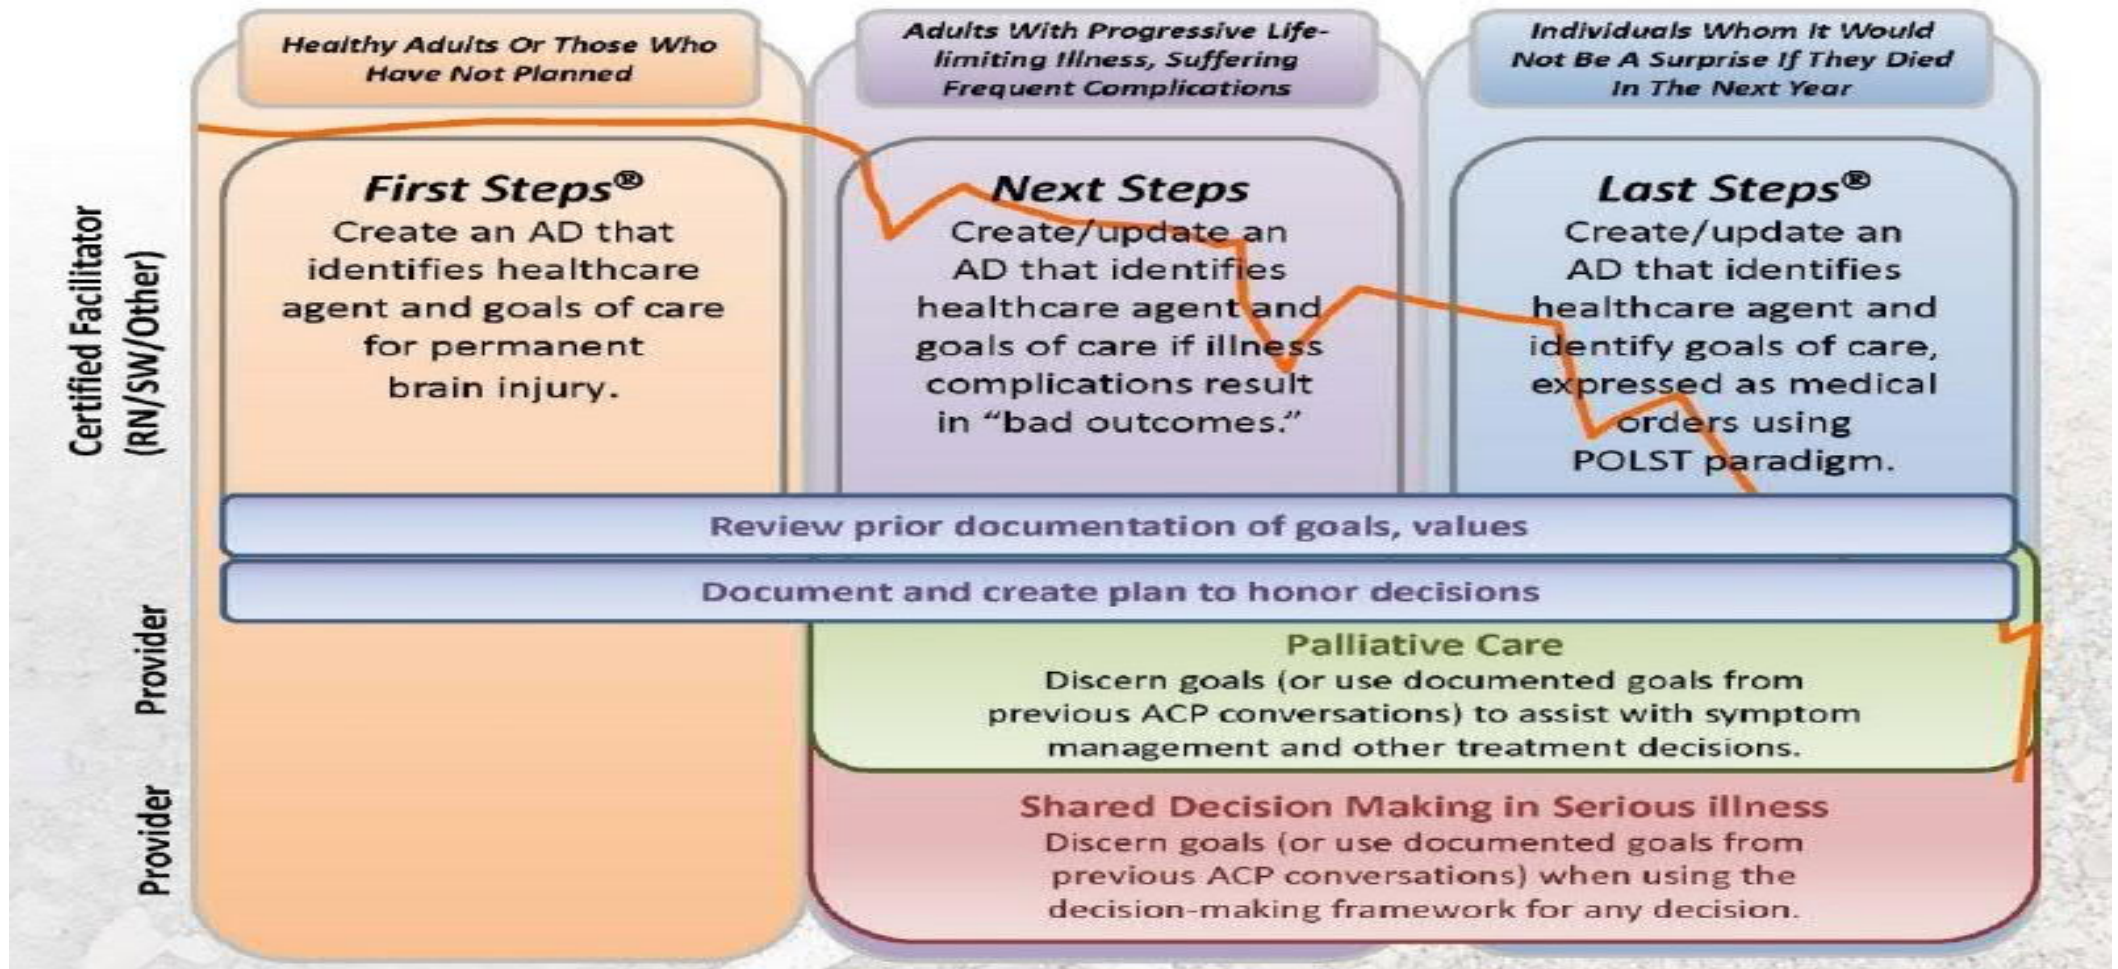 Healthy Adults Or Those Who
Have Not Planned
Adults With Progressive Life-
limiting Illness, Suffering
Frequent Complications
Individuals Whom It Would
Not Be A Surprise If They Died
In The Next Year
Certified Facilitator
(RN/SW/Other)
First Steps®
Create an AD that
identifies healthcare
agent and goals of care
for permanent
brain injury.
Next Steps
Create/update an
AD that identifies
healthcare agent and
goals of care if illness
complications result
in “bad outcomes.”
Last Steps®
Create/update an
AD that identifies
healthcare agent and
identify goals of care,
expressed as medical
orders using
POLST paradigm.
Review prior documentation of goals, values
Document and create plan to honor decisions
Provider
Palliative Care
Discern goals (or use documented goals from
previous ACP conversations) to assist with symptom
management and other treatment decisions.
Provider
Shared Decision Making in Serious illness
Discern goals (or use documented goals from
previous ACP conversations) when using the
decision-making framework for any decision.